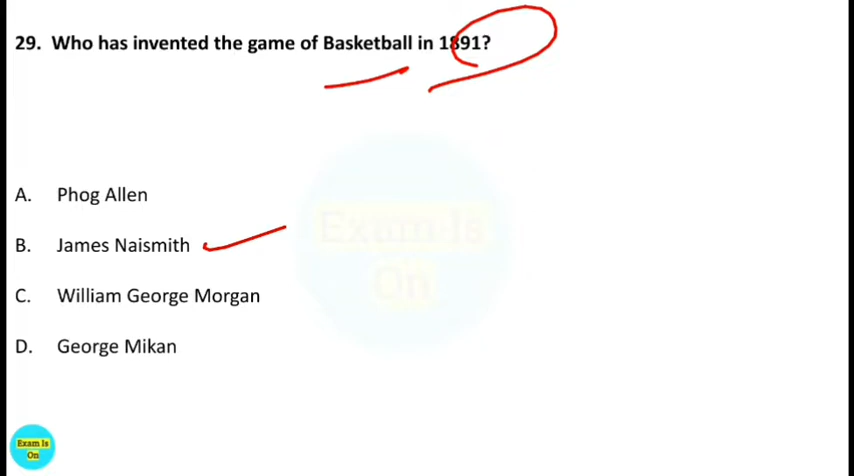 29. Who has invented the game of Basketball in 1891?
A. Phog Allen
B. James Naismith
C. William George Morgan
D. George Mikan
Exam Is
On
Exam Is
On